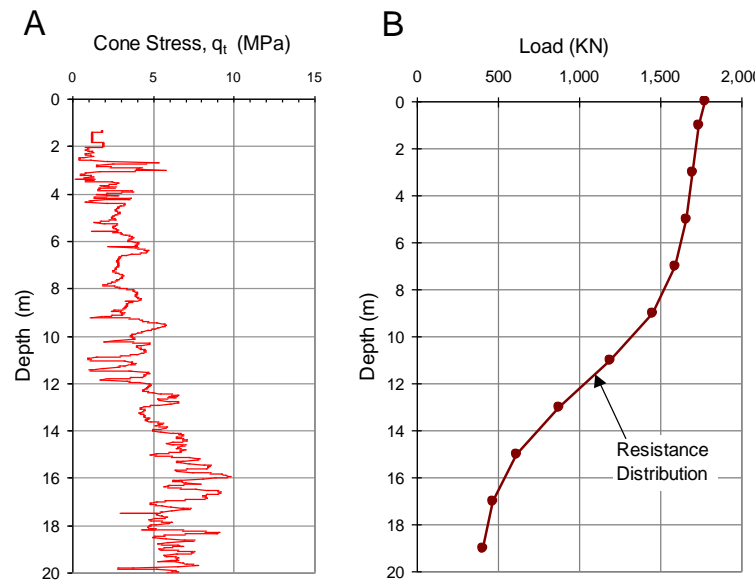 A
Cone Stress, qt (MPa)
0 5 10 15
0
2
4
6
8
10
12
14
16
18
20
Depth (m)
B
Load (KN)
0 500 1,000 1,500 2,000
0
2
4
6
8
10
12
14
16
18
20
Depth (m)
Resistance
Distribution